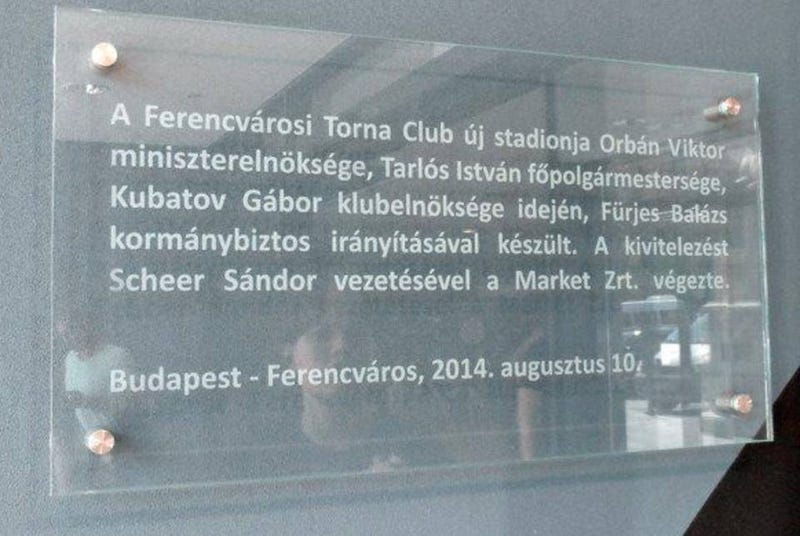 A Ferencvárosi Torna Club új stadionja Orbán Viktor
miniszterelnöksége, Tarlós István főpolgármestersége,
Kubatov Gábor klubelnöksége idején, Fürjes Balázs
kormánybiztos irányításával készült. A kivitelezést
Scheer Sándor vezetésével a Market Zrt. végezte.
Budapest - Ferencváros, 2014. augusztus 10.